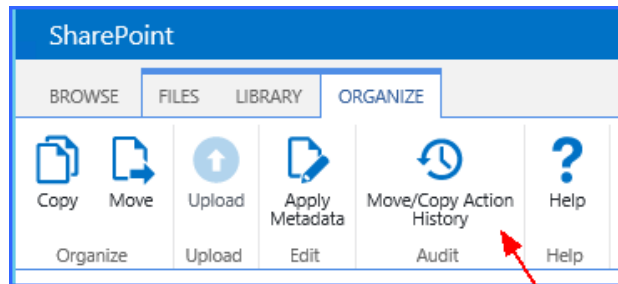 SharePoint
BROWSE FILES LIBRARY ORGANIZE
Copy Move Upload Apply Metadata Move/Copy Action History Help
Organize Upload Edit Audit Help